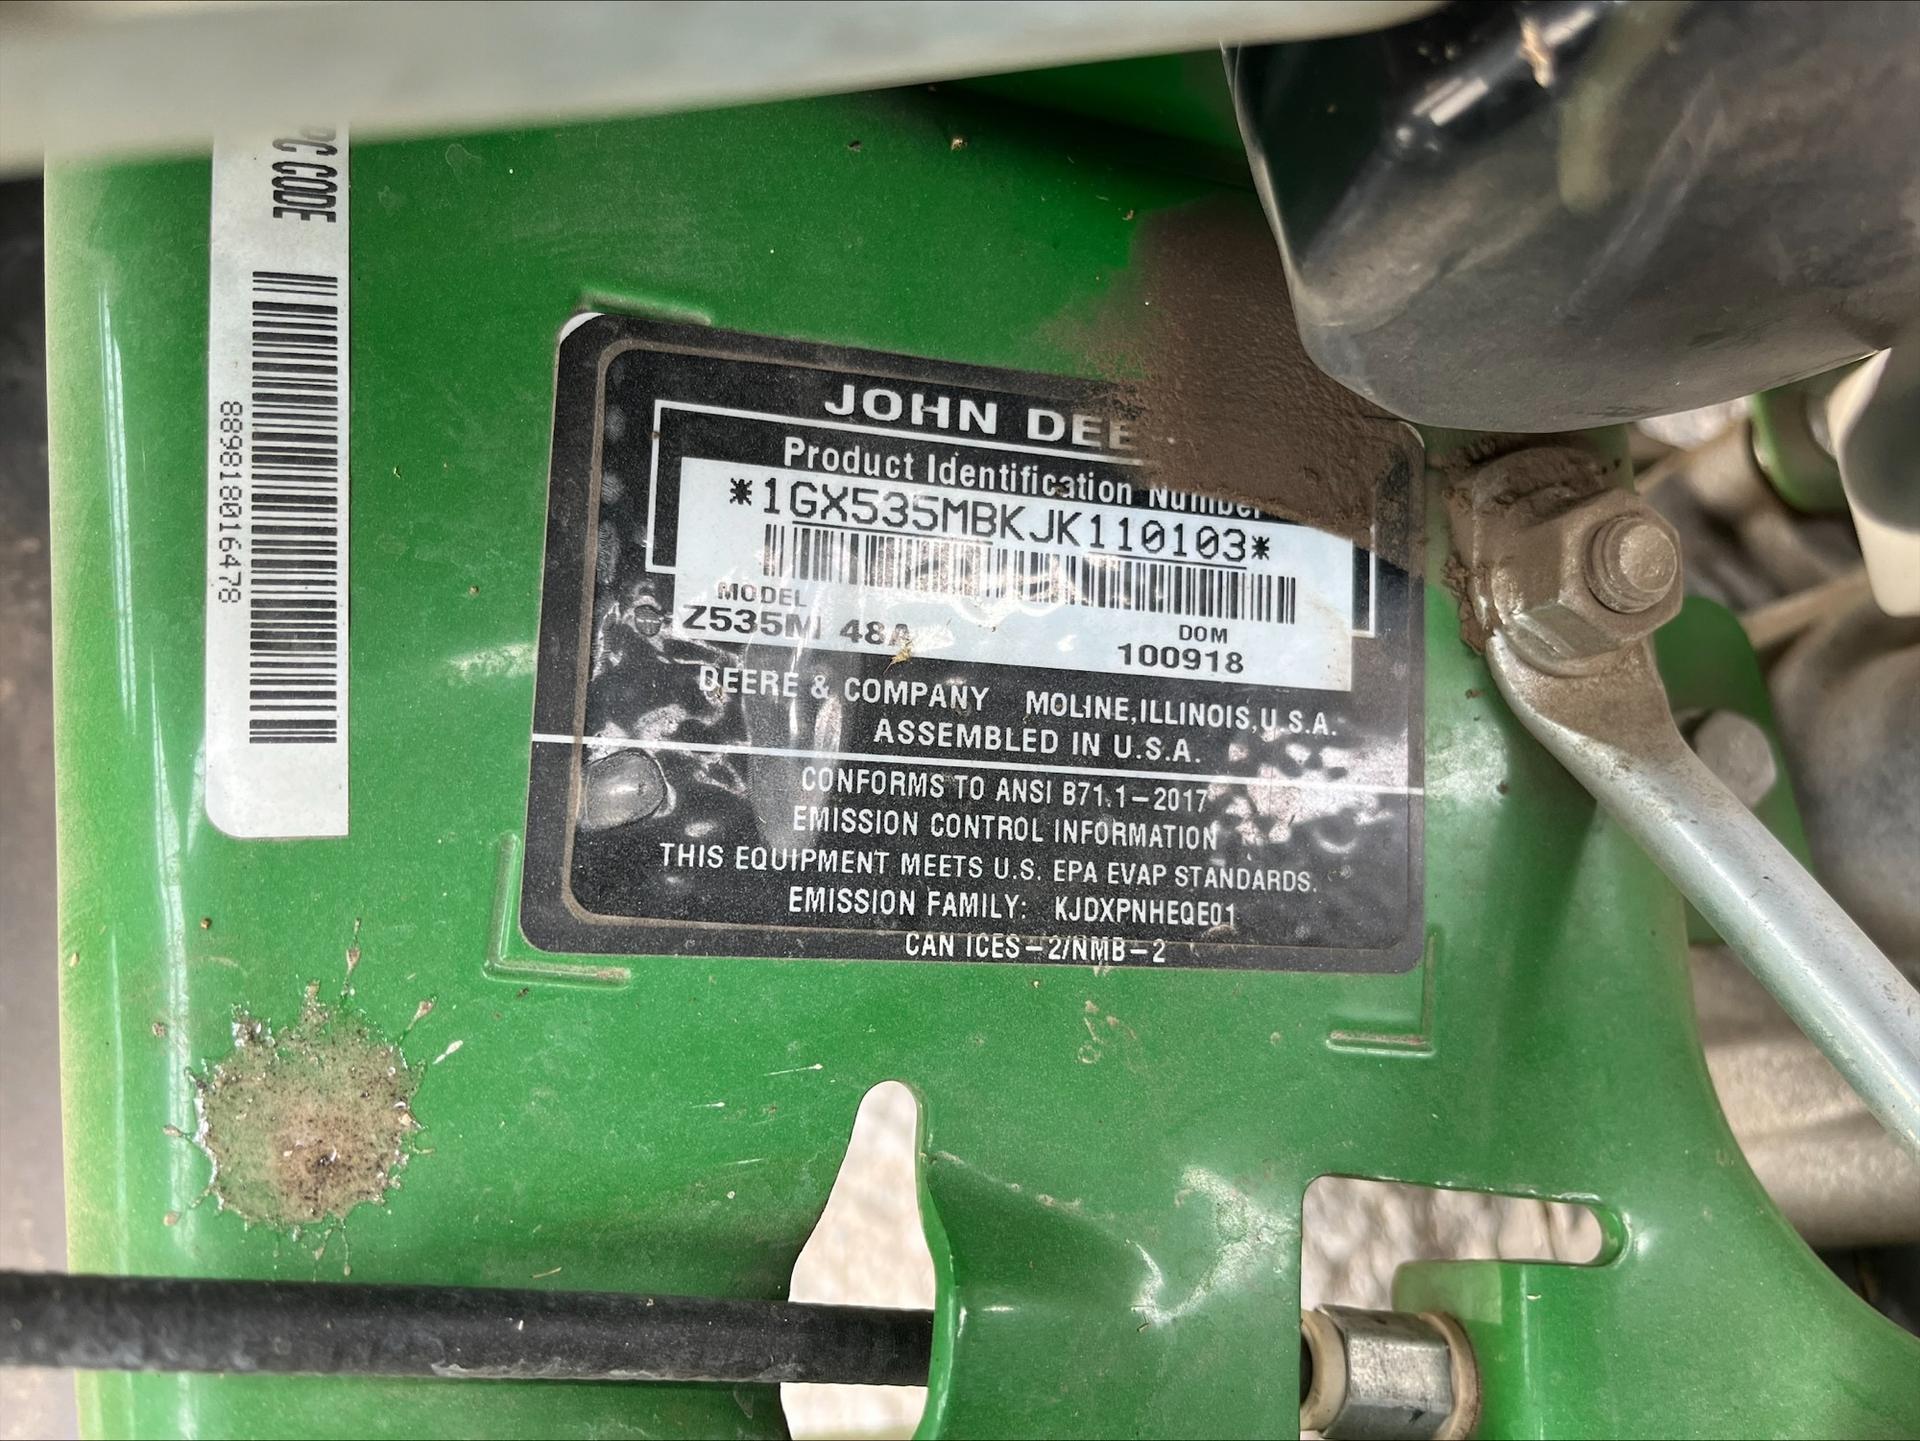 PC CODE
889818016478
JOHN DEE
Product Identification Number
*1GX535MBKJK110103*
MODEL
Z535M 48A
DOM
100918
DEERE & COMPANY MOLINE, ILLINOIS, U.S.A.
ASSEMBLED IN U.S.A.
CONFORMS TO ANSI B71.1-2017
EMISSION CONTROL INFORMATION
THIS EQUIPMENT MEETS U.S. EPA EVAP STANDARDS.
EMISSION FAMILY: KJDXPNHEQE01
CAN ICES-2/NMB-2